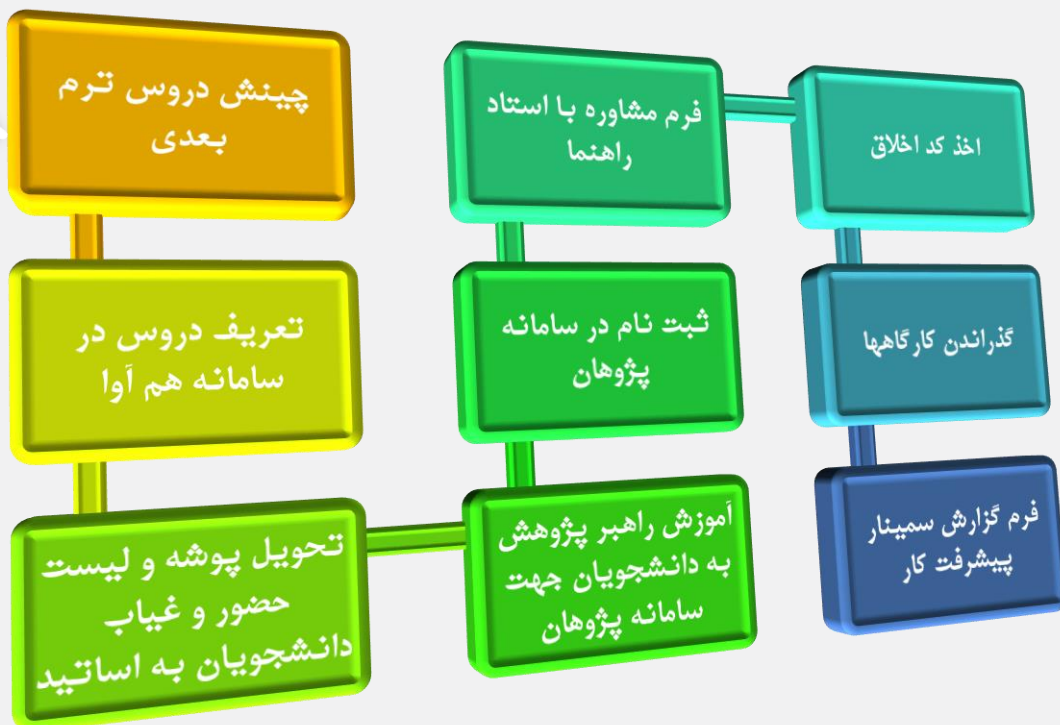 چینش دروس ترم
بعدی
تعریف دروس در
سامانه هم آوا
تحویل پوشه و لیست
حضور و غیاب
دانشجویان به اساتید
آموزش راهبر پژوهش
به دانشجویان جهت
سامانه پژوهان
ثبت نام در سامانه
پژوهان
فرم مشاوره با استاد
راهنما
اخذ کد اخلاق
گذراندن کارگاهها
فرم گزارش سمینار
پیشرفت کار